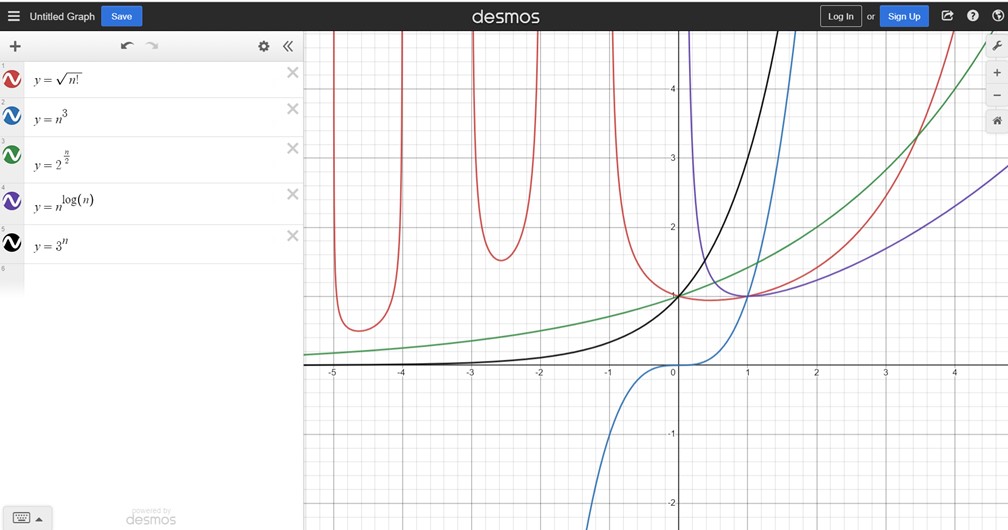 Untitled Graph Save desmos Log In or Sign Up
1
y = √n!
2
y = n^3
3
y = 2^(n/2)
4
y = n^log(n)
5
y = 3^n
6
powered by
desmos
4
3
2
1
-5 -4 -3 -2 -1 0 1 2 3 4
-1
-2